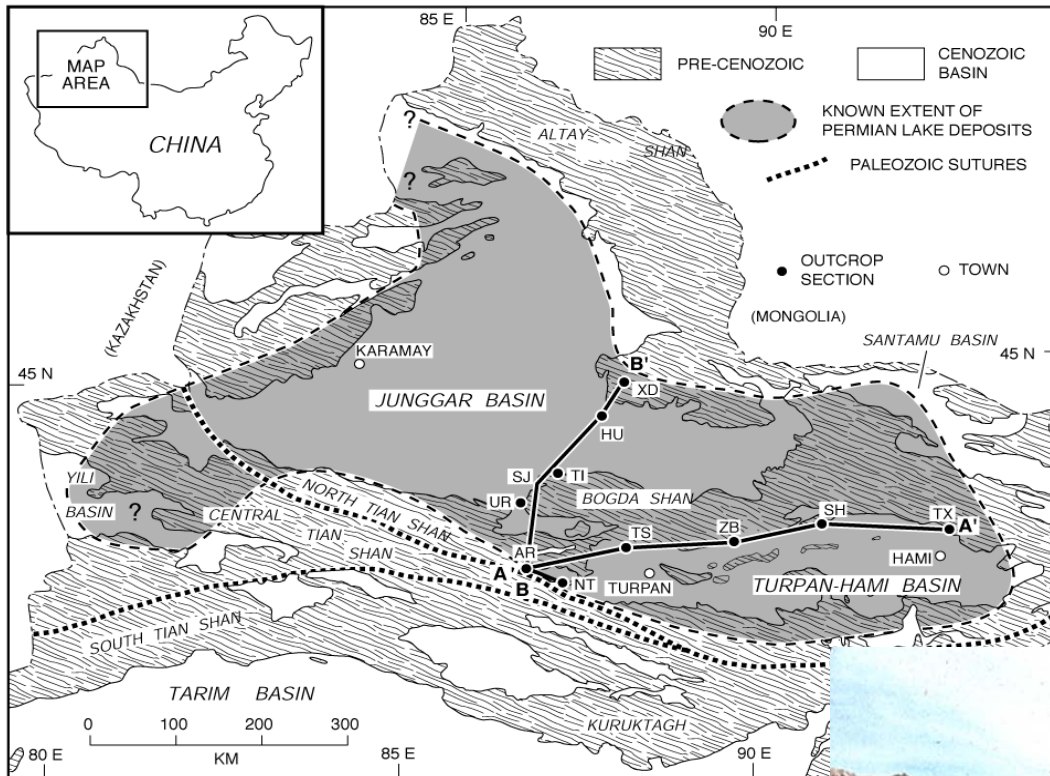 85 E
90 E
MAP
AREA
CHINA
PRE-CENOZOIC
CENOZOIC
BASIN
KNOWN EXTENT OF
PERMIAN LAKE DEPOSITS
PALEOZOIC SUTURES
?
ALTAY
SHAN
?
OUTCROP
SECTION
TOWN
(KAZAKHSTAN)
(MONGOLIA)
SANTAMU BASIN
45 N
45 N
KARAMAY
B'
XD
JUNGGAR BASIN
HU
YILI
BASIN
?
SJ
TI
UR
BOGDA SHAN
NORTH TIAN SHAN
CENTRAL
TIAN
SHAN
SH
TX
A'
ZB
TS
AR
A
B
NT
TURPAN
HAMI
TURPAN-HAMI BASIN
SOUTH TIAN SHAN
TARIM BASIN
KURUKTAGH
0 100 200 300
KM
80 E
85 E
90 E